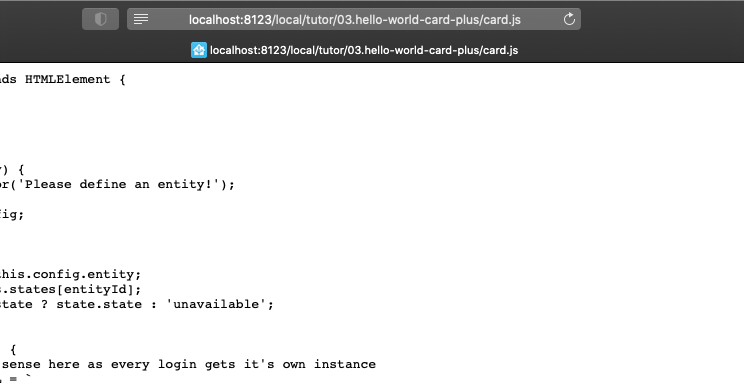 localhost:8123/local/tutor/03.hello-world-card-plus/card.js
localhost:8123/local/tutor/03.hello-world-card-plus/card.js
ds HTMLElement {
) {
or('Please define an entity!');
fig;
this.config.entity;
s.states[entityId];
state ? state.state : 'unavailable';
{
sense here as every login gets it's own instance
= `